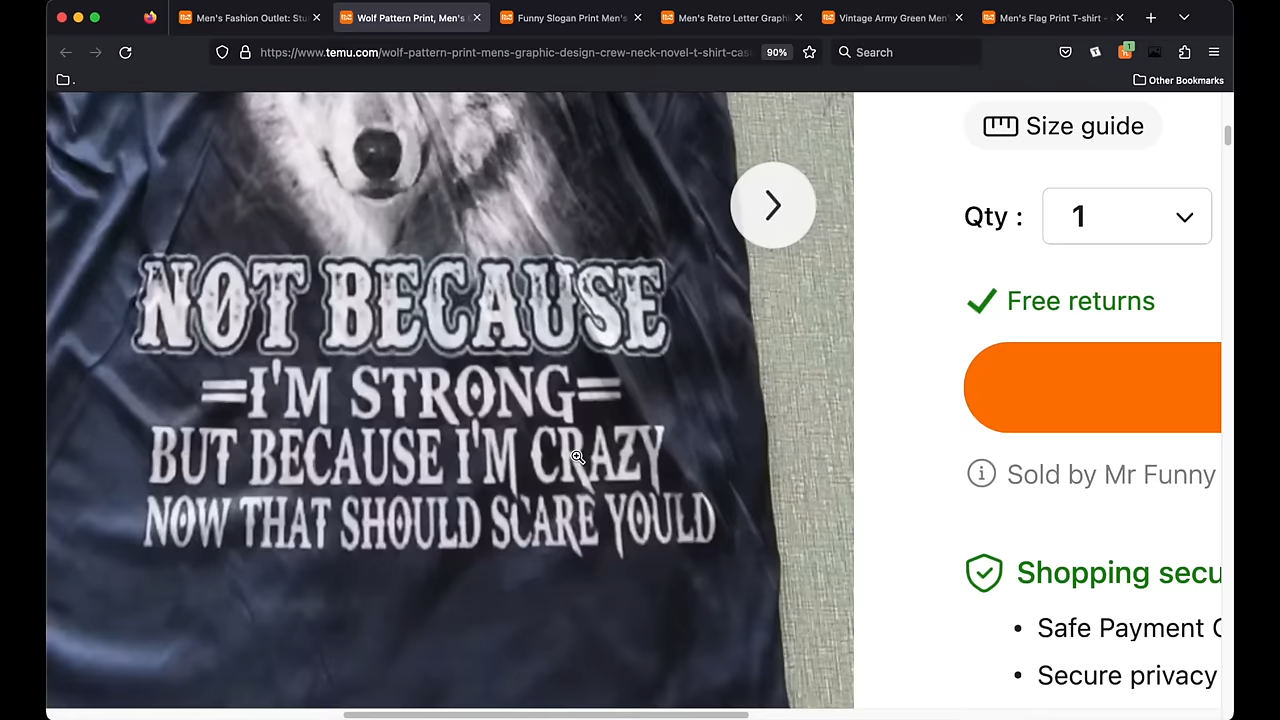 Men's Fashion Outlet: Stu
Wolf Pattern Print, Men's
Funny Slogan Print Men's
Men's Retro Letter Graph
Vintage Army Green Men
Men's Flag Print T-shirt -
https://www.temu.com/wolf-pattern-print-mens-graphic-design-crew-neck-novel-t-shirt-cas
90%
Search
1
.
Other Bookmarks
Size guide
Qty : 1
Free returns
Sold by Mr Funny
Shopping secu
• Safe Payment
• Secure privacy
NOT BECAUSE
=I'M STRONG=
BUT BECAUSE I'M CRAZY
NOW THAT SHOULD SCARE YOULD